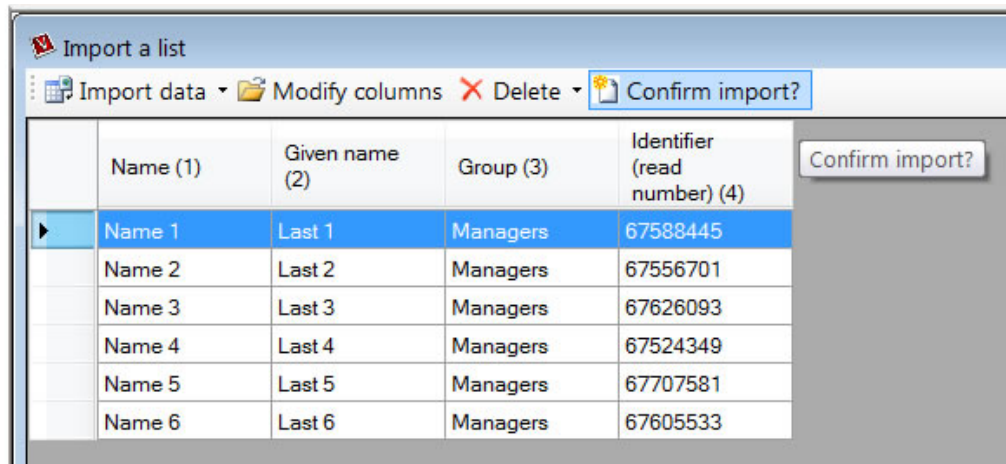 Import a list
Import data Modify columns Delete Confirm import?
Name (1) Given name (2) Group (3) Identifier (read number) (4) Confirm import?
Name 1 Last 1 Managers 67588445
Name 2 Last 2 Managers 67556701
Name 3 Last 3 Managers 67626093
Name 4 Last 4 Managers 67524349
Name 5 Last 5 Managers 67707581
Name 6 Last 6 Managers 67605533